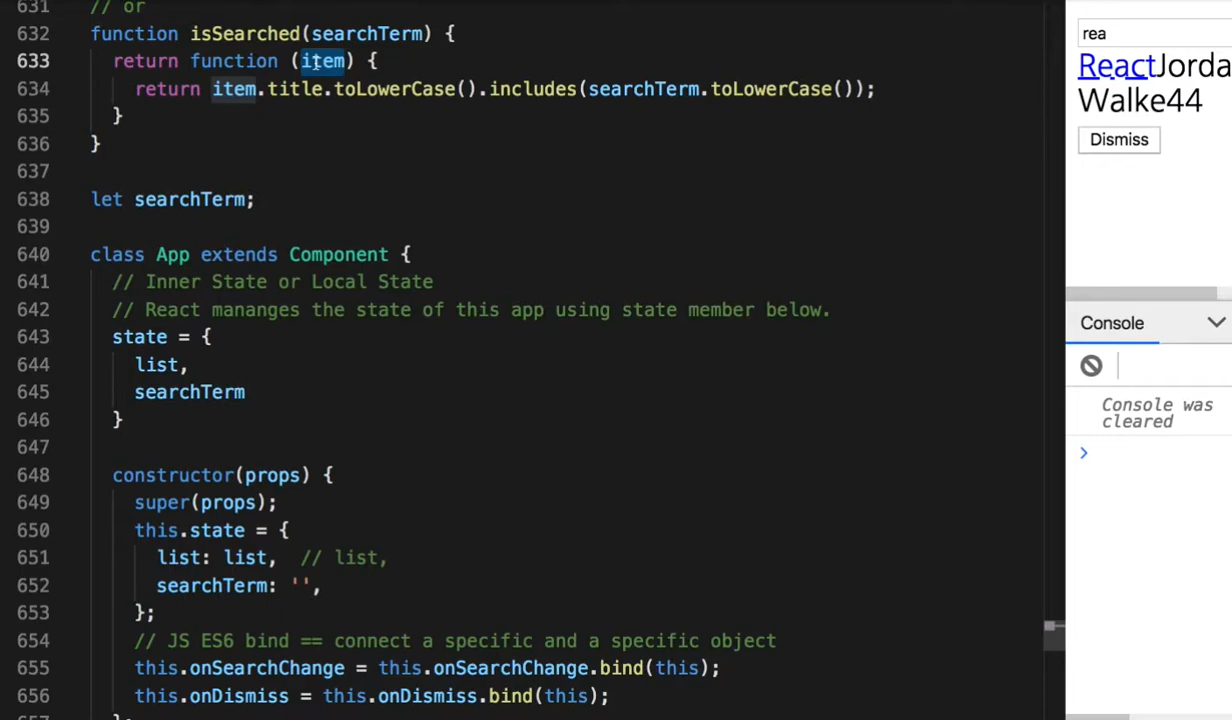 631 // or
632 function isSearched(searchTerm) {
633 return function (item) {
634 return item.title.toLowerCase().includes(searchTerm.toLowerCase());
635 }
636 }
637
638 let searchTerm;
639
640 class App extends Component {
641 // Inner State or Local State
642 // React mananges the state of this app using state member below.
643 state = {
644 list,
645 searchTerm
646 }
647
648 constructor(props) {
649 super(props);
650 this.state = {
651 list: list, // list,
652 searchTerm: '',
653 };
654 // JS ES6 bind == connect a specific and a specific object
655 this.onSearchChange = this.onSearchChange.bind(this);
656 this.onDismiss = this.onDismiss.bind(this);
657 };
rea
ReactJorda
Walke44
Dismiss
Console
Console was
cleared